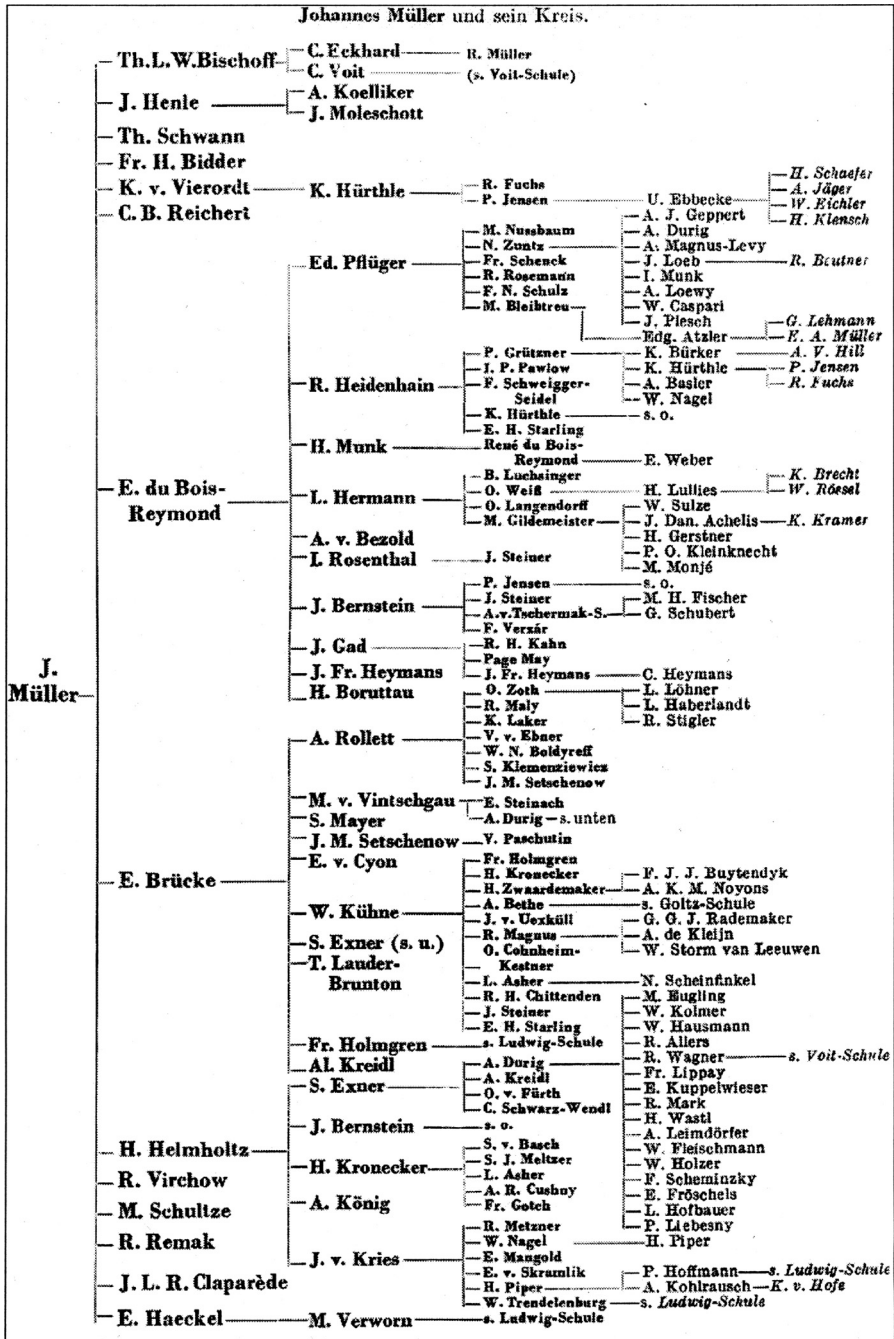 Johannes Müller und sein Kreis.
Th.L.W.Bischoff C. Eckhard R. Müller
C. Voit (s. Voit-Schule)
J. Henle A. Koelliker
J. Moleschott
Th. Schwann
Fr. H. Bidder
K. v. Vierordt K. Hürthle R. Fuchs
P. Jensen U. Ebbecke H. Schaefer
A. Jäger
W. Eichler
H. Klensch
C. B. Reichert
J. Müller
E. du Bois-
Reymond
Ed. Pflüger M. Nussbaum
N. Zuntz A. J. Geppert
A. Durig
A. Magnus-Levy
J. Loeb R. Beutner
I. Munk
A. Loewy
W. Caspari
J. Plesch
Fr. Schenck
R. Rosemann
F. N. Schulz
M. Bleibtreu Edg. Atzler G. Lehmann
E. A. Müller
R. Heidenhain P. Grützner K. Bürker A. V. Hill
K. Hürthle P. Jensen
R. Fuchs
A. Basler
W. Nagel
J. P. Pawlow
F. Schweigger-
Seidel
K. Hürthle s. o.
E. H. Starling
H. Munk René du Bois-
Reymond E. Weber
L. Hermann B. Luchsinger
O. Weiß H. Lullies K. Brecht
W. Rössel
O. Langendorff
M. Gildemeister W. Sulze
J. Dan. Achelis K. Kramer
H. Gerstner
P. O. Kleinknecht
M. Monjé
A. v. Bezold
I. Rosenthal J. Steiner
J. Bernstein P. Jensen s. o.
J. Steiner
A.v.Tschermak-S. M. H. Fischer
G. Schubert
F. Verzár
J. Gad R. H. Kahn
Page May
J. Fr. Heymans C. Heymans
J. Fr. Heymans
H. Boruttau
E. Brücke
A. Rollett O. Zoth L. Löhner
L. Haberlandt
R. Stigler
R. Maly
K. Laker
V. v. Ebner
W. N. Boldyreff
S. Klemenziewicz
J. M. Setschenow
M. v. Vintschgau E. Steinach
A. Durig – s. unten
S. Mayer
J. M. Setschenow V. Paschutin
E. v. Cyon
W. Kühne Fr. Holmgren
H. Kronecker
H. Zwaardemaker F. J. J. Buytendyk
A. K. M. Noyons
A. Bethe s. Goltz-Schule
J. v. Uexküll
R. Magnus G. G. J. Rademaker
A. de Kleijn
W. Storm van Leeuwen
O. Cohnheim-
Kestner
L. Asher N. Scheinfinkel
R. H. Chittenden
J. Steiner
E. H. Starling
S. Exner (s. u.)
T. Lauder-
Brunton
Fr. Holmgren s. Ludwig-Schule
Al. Kreidl
H. Helmholtz
S. Exner A. Durig M. Eugling
W. Kolmer
W. Hausmann
R. Allers
R. Wagner s. Voit-Schule
Fr. Lippay
E. Kuppelwieser
R. Mark
H. Wastl
A. Leimdörfer
W. Fleischmann
W. Holzer
F. Scheminzky
E. Fröschels
L. Hofbauer
P. Liebesny
A. Kreidl
O. v. Fürth
C. Schwarz-Wendl
J. Bernstein s. o.
H. Kronecker S. v. Basch
S. J. Meltzer
L. Asher
A. R. Cushny
Fr. Gotch
A. König
J. v. Kries R. Metzner
W. Nagel H. Piper
E. Mangold
E. v. Skramlik
H. Piper P. Hoffmann s. Ludwig-Schule
A. Kohlrausch K. v. Hofe
W. Trendelenburg s. Ludwig-Schule
R. Virchow
M. Schultze
R. Remak
J. L. R. Claparède
E. Haeckel M. Verworn s. Ludwig-Schule